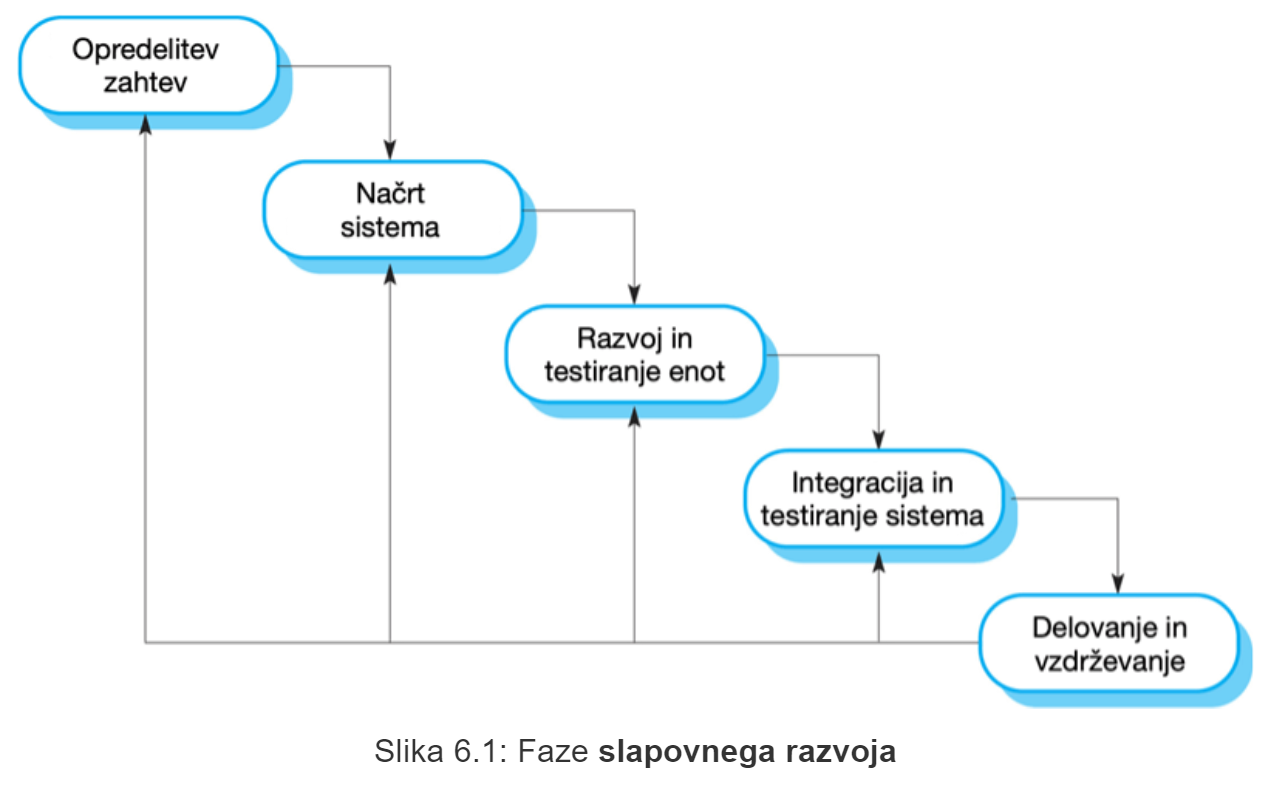 Opredelitev
zahtev
Načrt
sistema
Razvoj in
testiranje enot
Integracija in
testiranje sistema
Delovanje in
vzdrževanje
Slika 6.1: Faze slapovnega razvoja